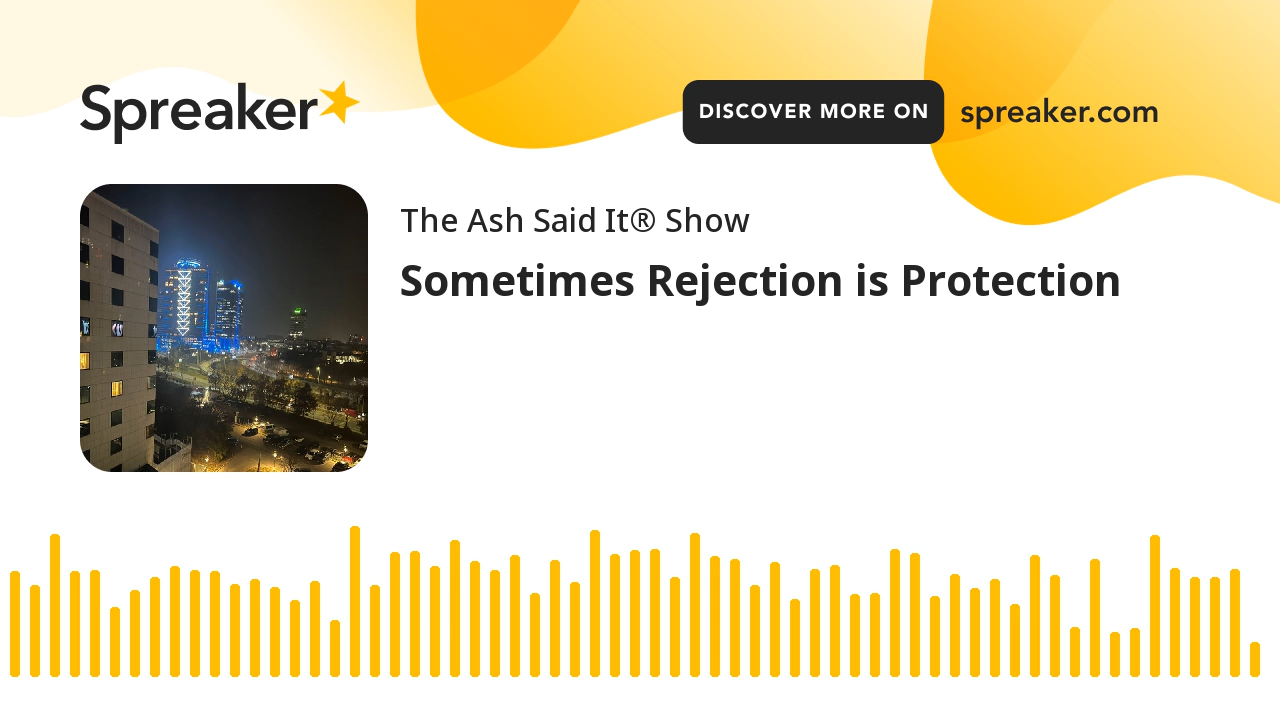 Spreaker
DISCOVER MORE ON
spreaker.com
The Ash Said It® Show
Sometimes Rejection is Protection